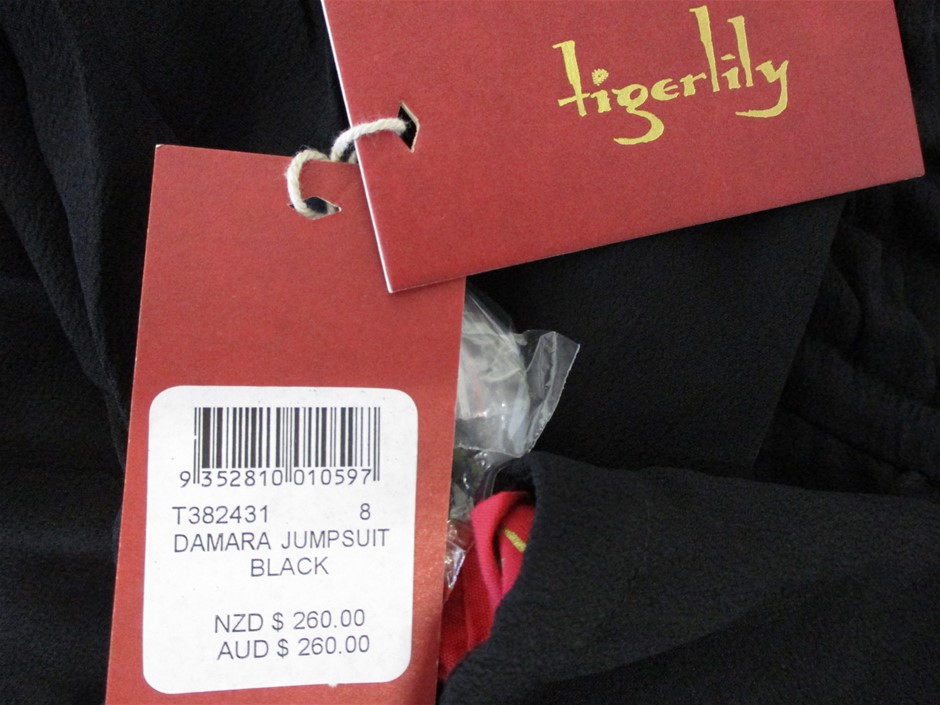 tigerlily
9 352810 010597
T382431 8
DAMARA JUMPSUIT
BLACK
NZD $ 260.00
AUD $ 260.00